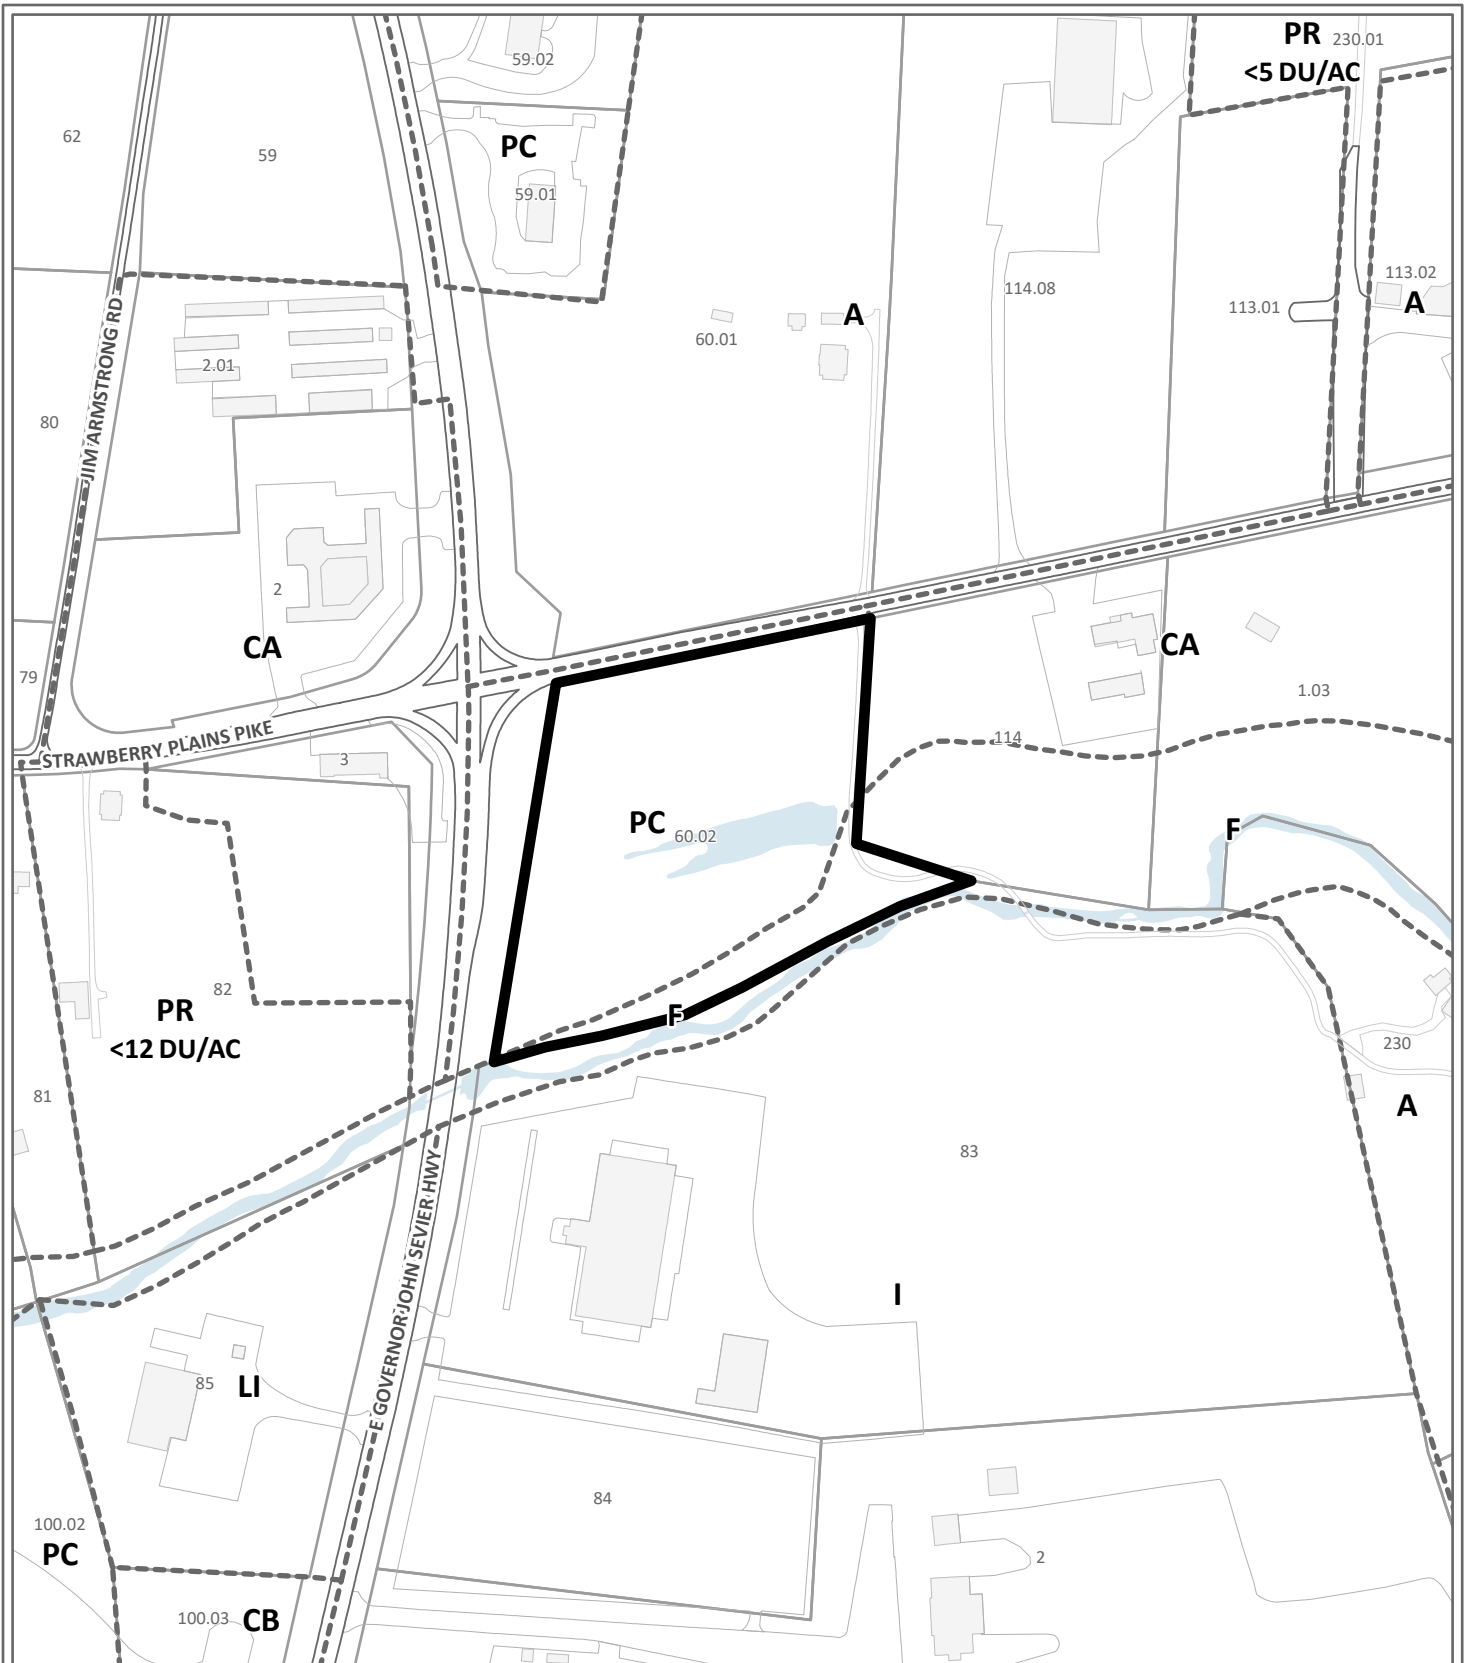 PR
230.01
<5 DU/AC
59.02
62
59
PC
59.01
113.02
A
114.08
113.01
A
60.01
2.01
JIM ARMSTRONG RD
80
2
CA
CA
79
1.03
STRAWBERRY PLAINS PIKE
114
3
PC
60.02
F
82
PR
<12 DU/AC
F
230
81
A
83
E GOVERNOR JOHN SEVIER HWY
I
85
LI
84
100.02
PC
2
100.03
CB